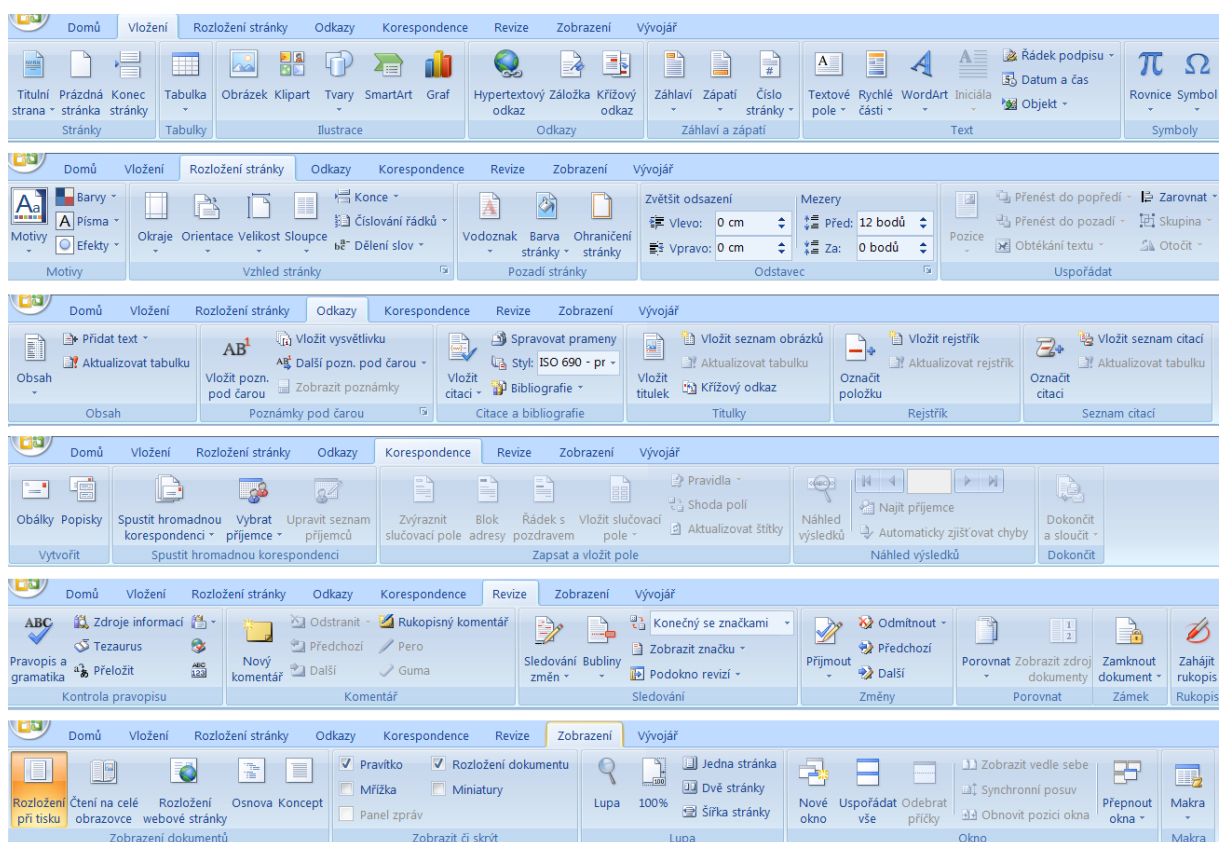 Domů Vložení Rozložení stránky Odkazy Korespondence Revize Zobrazení Vývojář
Titulní strana Prázdná stránka Konec stránky Tabulka Obrázek Klipart Tvary SmartArt Graf Hypertextový odkaz Záložka Křížový odkaz Záhlaví Zápatí Číslo stránky Textové pole Rychlé části WordArt Iniciála Řádek podpisu Datum a čas Objekt Rovnice Symbol
Stránky Tabulky Ilustrace Odkazy Záhlaví a zápatí Text Symboly
Domů Vložení Rozložení stránky Odkazy Korespondence Revize Zobrazení Vývojář
Motivy Barvy Písma Efekty Okraje Orientace Velikost Sloupce Konce Číslování řádků Dělení slov Vodoznak Barva stránky Ohraničení stránky Zvětšit odsazení Vlevo: 0 cm Vpravo: 0 cm Mezery Před: 12 bodů Za: 0 bodů Pozice Přenést do popředí Přenést do pozadí Obtékání textu Zarovnat Skupina Otočit
Motivy Vzhled stránky Pozadí stránky Odstavec Uspořádat
Domů Vložení Rozložení stránky Odkazy Korespondence Revize Zobrazení Vývojář
Obsah Přidat text Aktualizovat tabulku AB1 Vložit pozn. pod čarou Vložit vysvětlivku Další pozn. pod čarou Zobrazit poznámky Vložit citaci Spravovat prameny Styl: ISO 690 - pr Bibliografie Vložit titulek Vložit seznam obrázků Aktualizovat tabulku Křížový odkaz Označit položku Vložit rejstřík Aktualizovat rejstřík Označit citaci Vložit seznam citací Aktualizovat tabulku
Obsah Poznámky pod čarou Citace a bibliografie Titulky Rejstřík Seznam citací
Domů Vložení Rozložení stránky Odkazy Korespondence Revize Zobrazení Vývojář
Obálky Popisky Spustit hromadnou korespondenci Vybrat příjemce Upravit seznam příjemců Zvýraznit slučovací pole Blok adresy Řádek s pozdravem Vložit slučovací pole Pravidla Shoda polí Aktualizovat štítky Náhled výsledků Najít příjemce Automaticky zjišťovat chyby Dokončit a sloučit
Vytvořit Spustit hromadnou korespondenci Zapsat a vložit pole Náhled výsledků Dokončit
Domů Vložení Rozložení stránky Odkazy Korespondence Revize Zobrazení Vývojář
ABC Pravopis a gramatika Zdroje informací Tezaurus Přeložit ABC 123 Nový komentář Odstranit Předchozí Další Rukopisný komentář Pero Guma Sledování změn Bubliny Konečný se značkami Zobrazit značku Podokno revizí Přijmout Odmítnout Předchozí Další Porovnat Zobrazit zdroj. dokumenty Zamknout dokument Zahájit rukopis
Kontrola pravopisu Komentář Sledování Změny Porovnat Zámek Rukopis
Domů Vložení Rozložení stránky Odkazy Korespondence Revize Zobrazení Vývojář
Rozložení při tisku Čtení na celé obrazovce Rozložení webové stránky Osnova Koncept Pravítko Mřížka Panel zpráv Rozložení dokumentu Miniatury Lupa 100% Jedna stránka Dvě stránky Šířka stránky Nové okno Uspořádat vše Odebrat příčky Zobrazit vedle sebe Synchronní posuv Obnovit pozici okna Přepnout okna Makra
Zobrazení dokumentů Zobrazit či skrýt Lupa Okno Makra